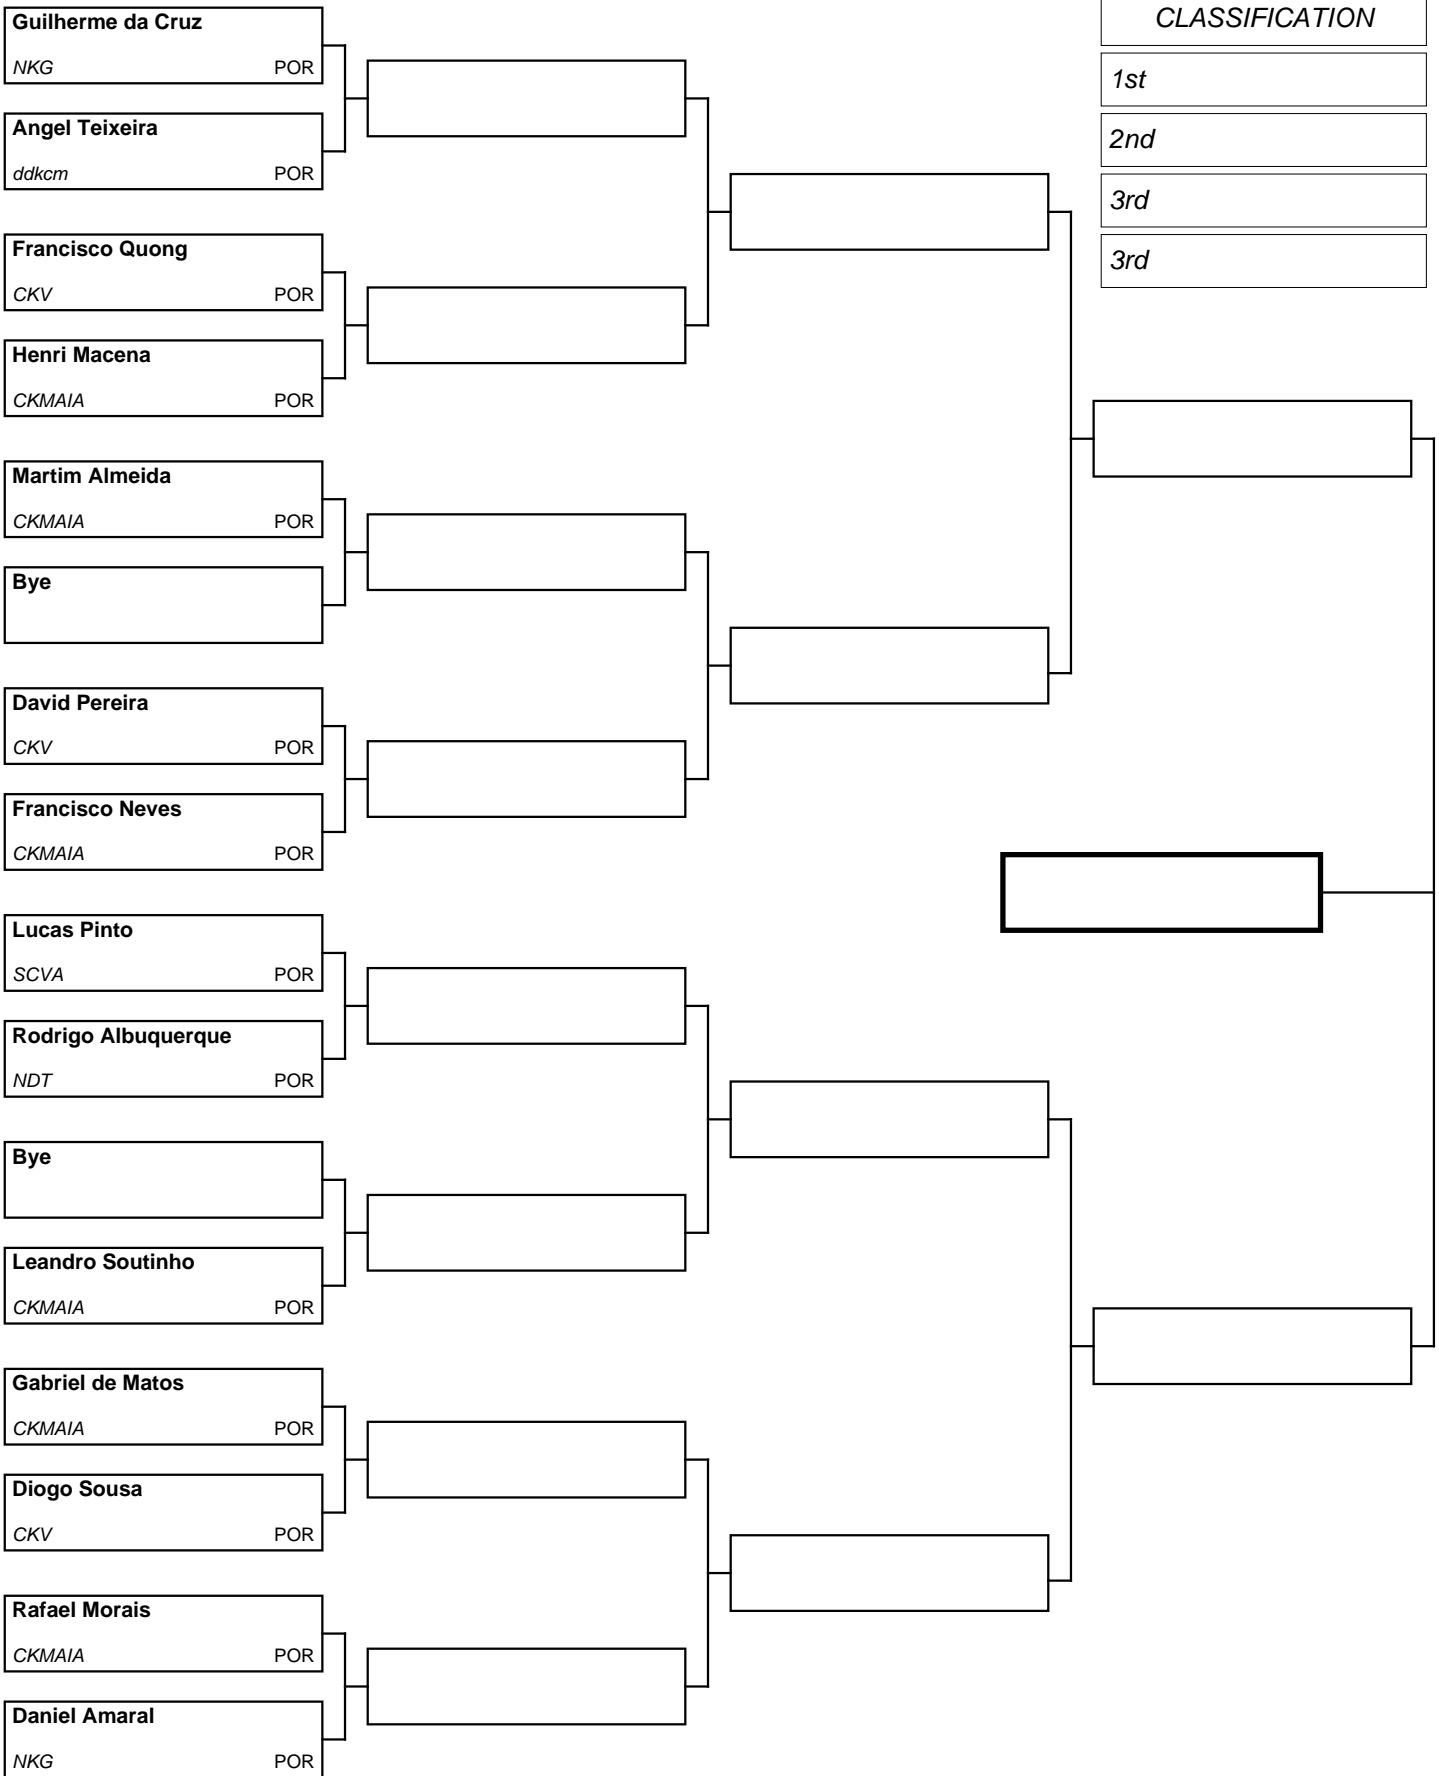 CLASSIFICATION
1st
2nd
3rd
3rd
Guilherme da Cruz
NKG POR
Angel Teixeira
ddkcm POR
Francisco Quong
CKV POR
Henri Macena
CKMAIA POR
Martim Almeida
CKMAIA POR
Bye
David Pereira
CKV POR
Francisco Neves
CKMAIA POR
Lucas Pinto
SCVA POR
Rodrigo Albuquerque
NDT POR
Bye
Leandro Soutinho
CKMAIA POR
Gabriel de Matos
CKMAIA POR
Diogo Sousa
CKV POR
Rafael Morais
CKMAIA POR
Daniel Amaral
NKG POR